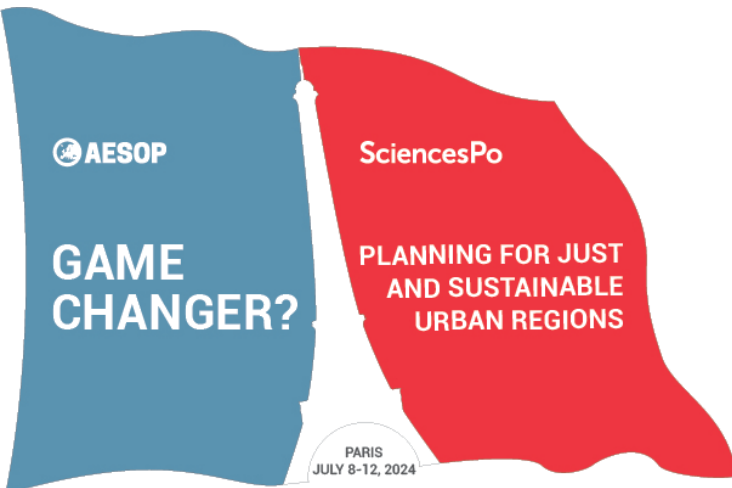 AESOP
GAME
CHANGER?
SciencesPo
PLANNING FOR JUST
AND SUSTAINABLE
URBAN REGIONS
PARIS
JULY 8-12, 2024